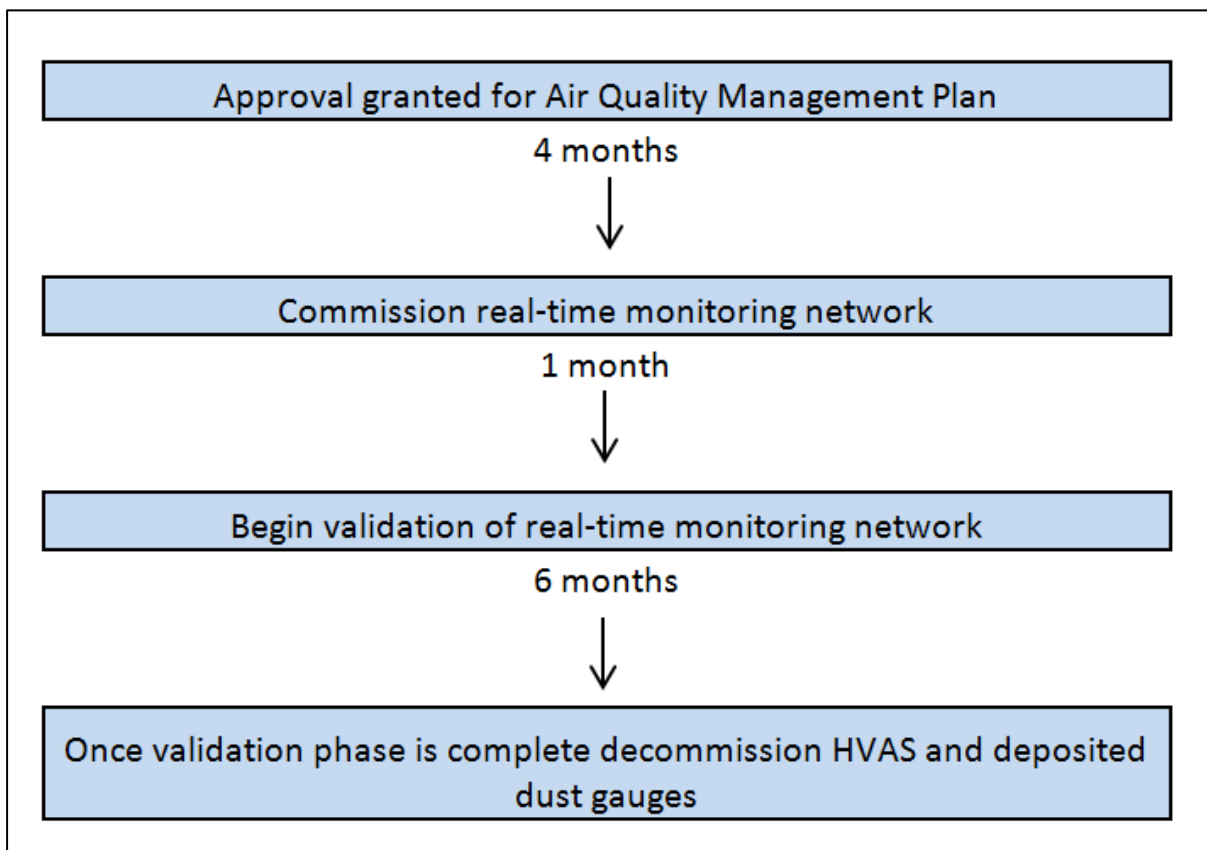 Approval granted for Air Quality Management Plan
4 months
Commission real-time monitoring network
1 month
Begin validation of real-time monitoring network
6 months
Once validation phase is complete decommission HVAS and deposited
dust gauges